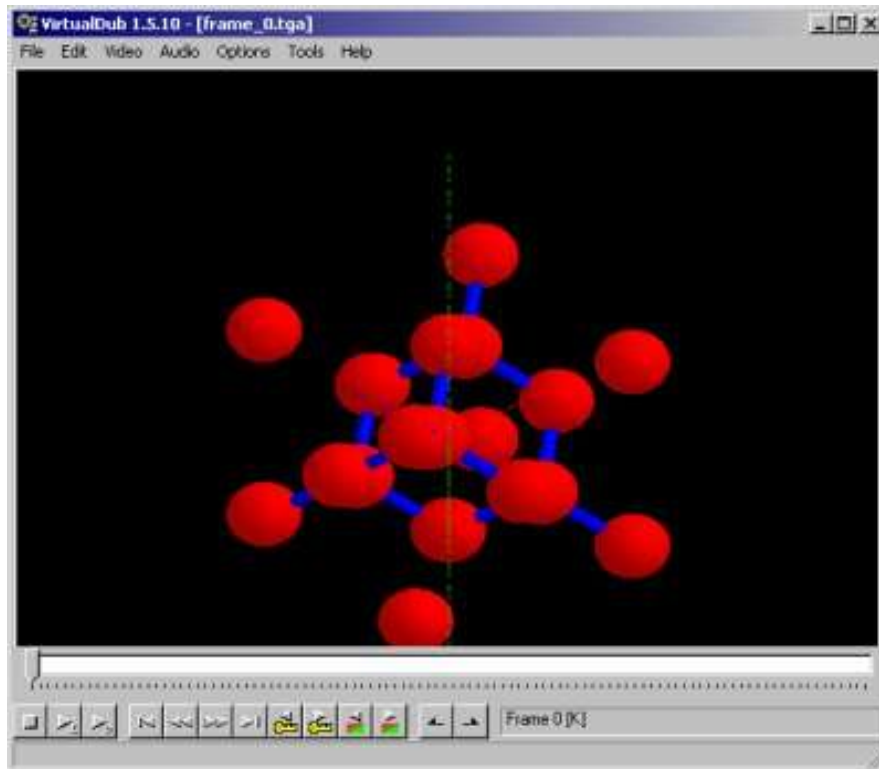 VirtualDub 1.5.10 - [frame_0.tga]
File Edit Video Audio Options Tools Help
Frame 0 [K]